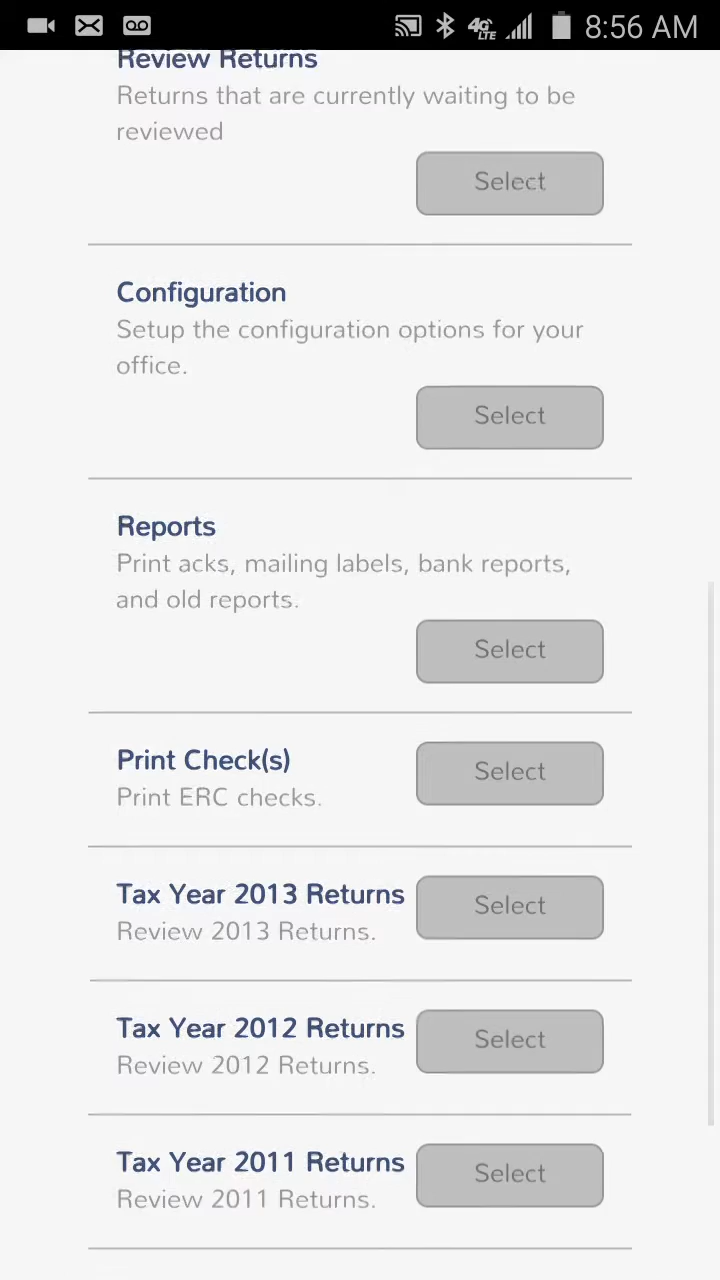 8:56 AM
4G LTE
Review Returns
Returns that are currently waiting to be
reviewed
Select
Configuration
Setup the configuration options for your
office.
Select
Reports
Print acks, mailing labels, bank reports,
and old reports.
Select
Print Check(s)
Select
Print ERC checks.
Tax Year 2013 Returns
Select
Review 2013 Returns.
Tax Year 2012 Returns
Select
Review 2012 Returns.
Tax Year 2011 Returns
Select
Review 2011 Returns.